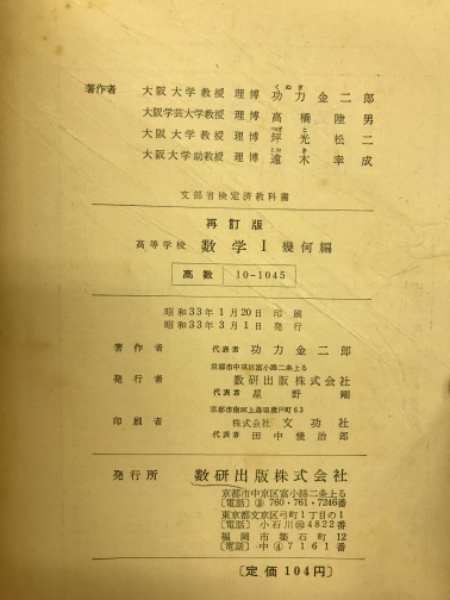 著作者 大阪大学教授 理博 功力金二郎
くぬぎ
大阪学芸大学教授 理博 高橋陸男
大阪大学教授 理博 坪光松二
つぼ
大阪大学助教授 理博 遠木幸成
とお き
文部省検定済教科書
再訂版
高等学校 数学 I 幾何編
高数 10-1045
昭和33年1月20日 印刷
昭和33年3月1日 発行
著作者 代表者 功力金二郎
京都市中京区富小路二条上る
発行者 数研出版株式会社
代表者 星野剛
京都市南区上鳥羽唐戸町63
印刷者 株式会社 文功社
代表者 田中幾治郎
発行所 数研出版株式会社
京都市中京区富小路二条上る
〔電話〕③ 760・761・7246番
東京都文京区弓町1丁目の1
〔電話〕小石川 4822番
福岡市築石町12
〔電話〕中④7161番
〔定価 104円〕